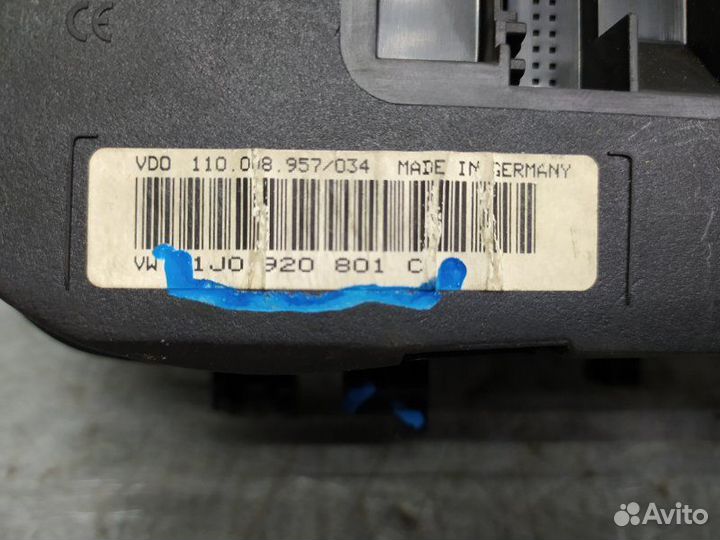 CE
VDO 110.008.957/034 MADE IN GERMANY
VW 1J0 920 801 C
Avito